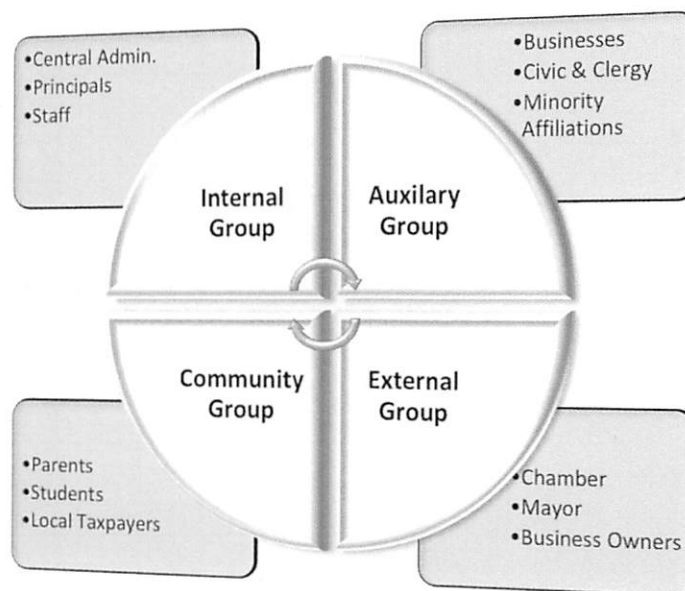 •Central Admin.
•Principals
•Staff
•Businesses
•Civic & Clergy
•Minority
Affiliations
Internal
Group
Auxilary
Group
Community
Group
External
Group
•Parents
•Students
•Local Taxpayers
•Chamber
•Mayor
•Business Owners